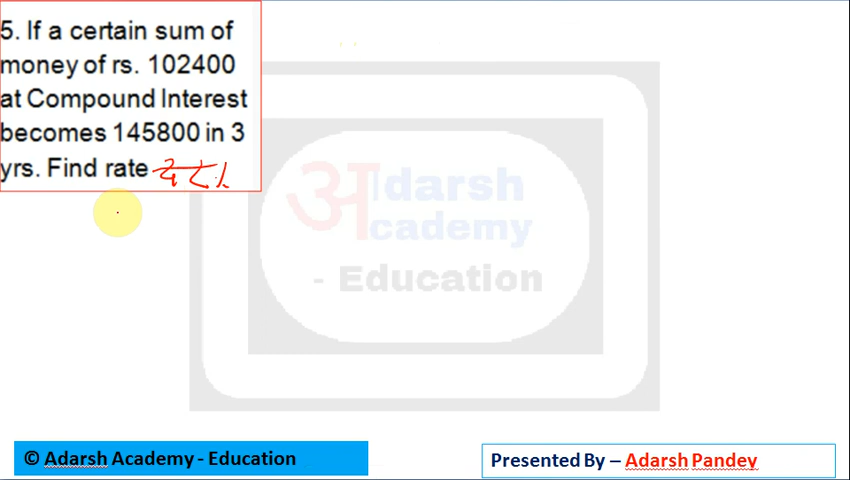 5. If a certain sum of
money of rs. 102400
at Compound Interest
becomes 145800 in 3
yrs. Find rate दर %
अdarsh
Academy
- Education
© Adarsh Academy - Education
Presented By – Adarsh Pandey